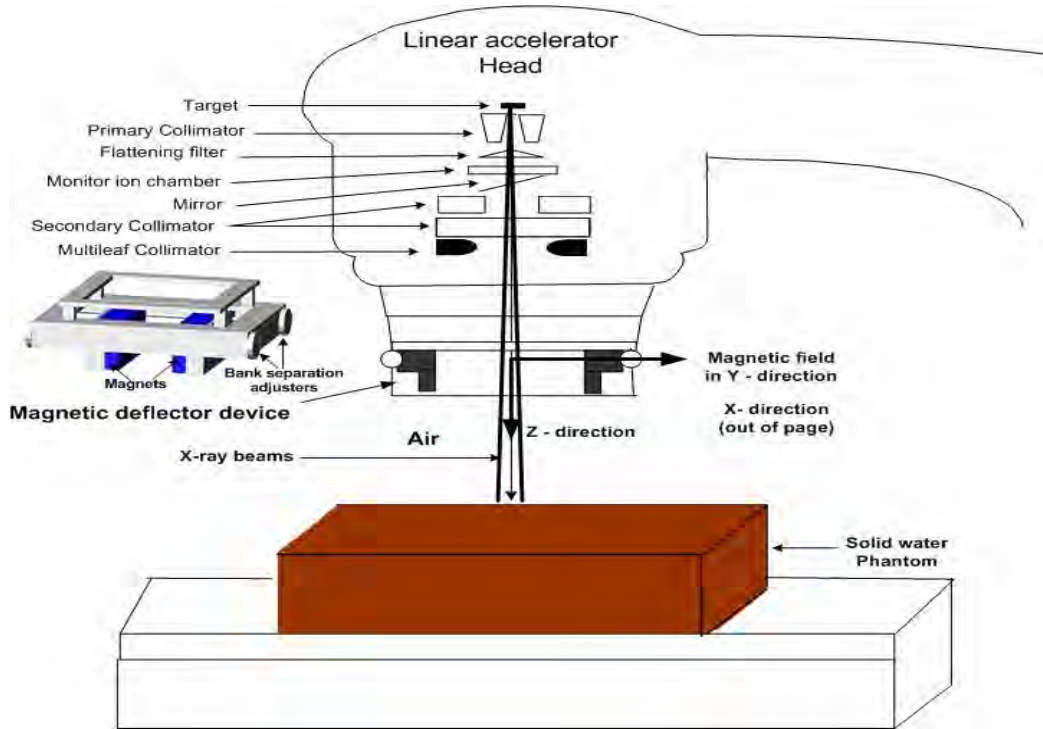 Linear accelerator
Head
Target
Primary Collimator
Flattening filter
Monitor ion chamber
Mirror
Secondary Collimator
Multileaf Collimator
Magnets
Bank separation
adjusters
Magnetic deflector device
Magnetic field
in Y - direction
X- direction
(out of page)
Air
Z - direction
X-ray beams
Solid water
Phantom